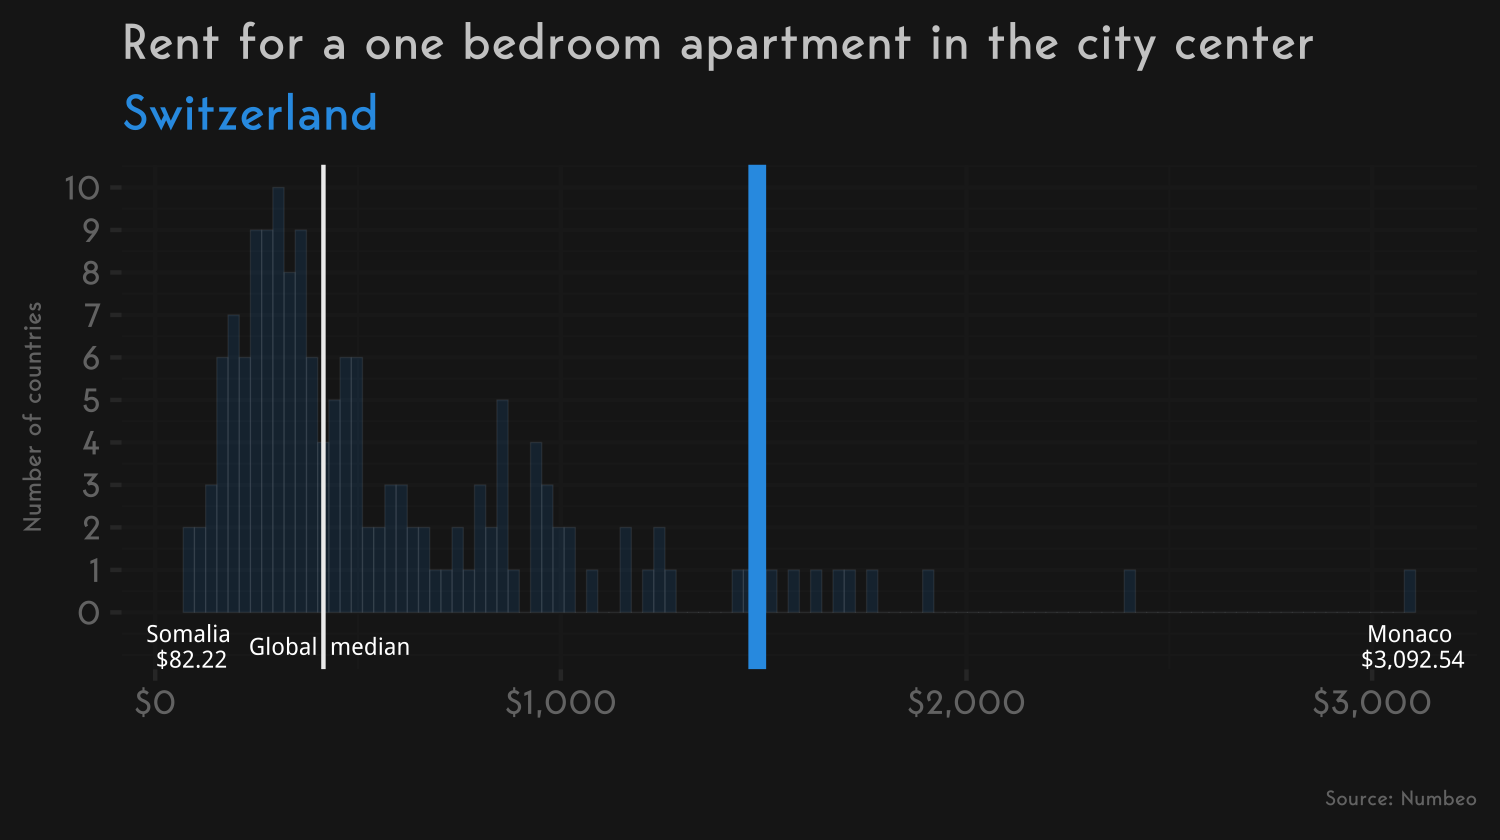 Rent for a one bedroom apartment in the city center
Switzerland
Number of countries
10
9
8
7
6
5
4
3
2
1
0
Somalia
$82.22
Global median
Monaco
$3,092.54
$0 $1,000 $2,000 $3,000
Source: Numbeo